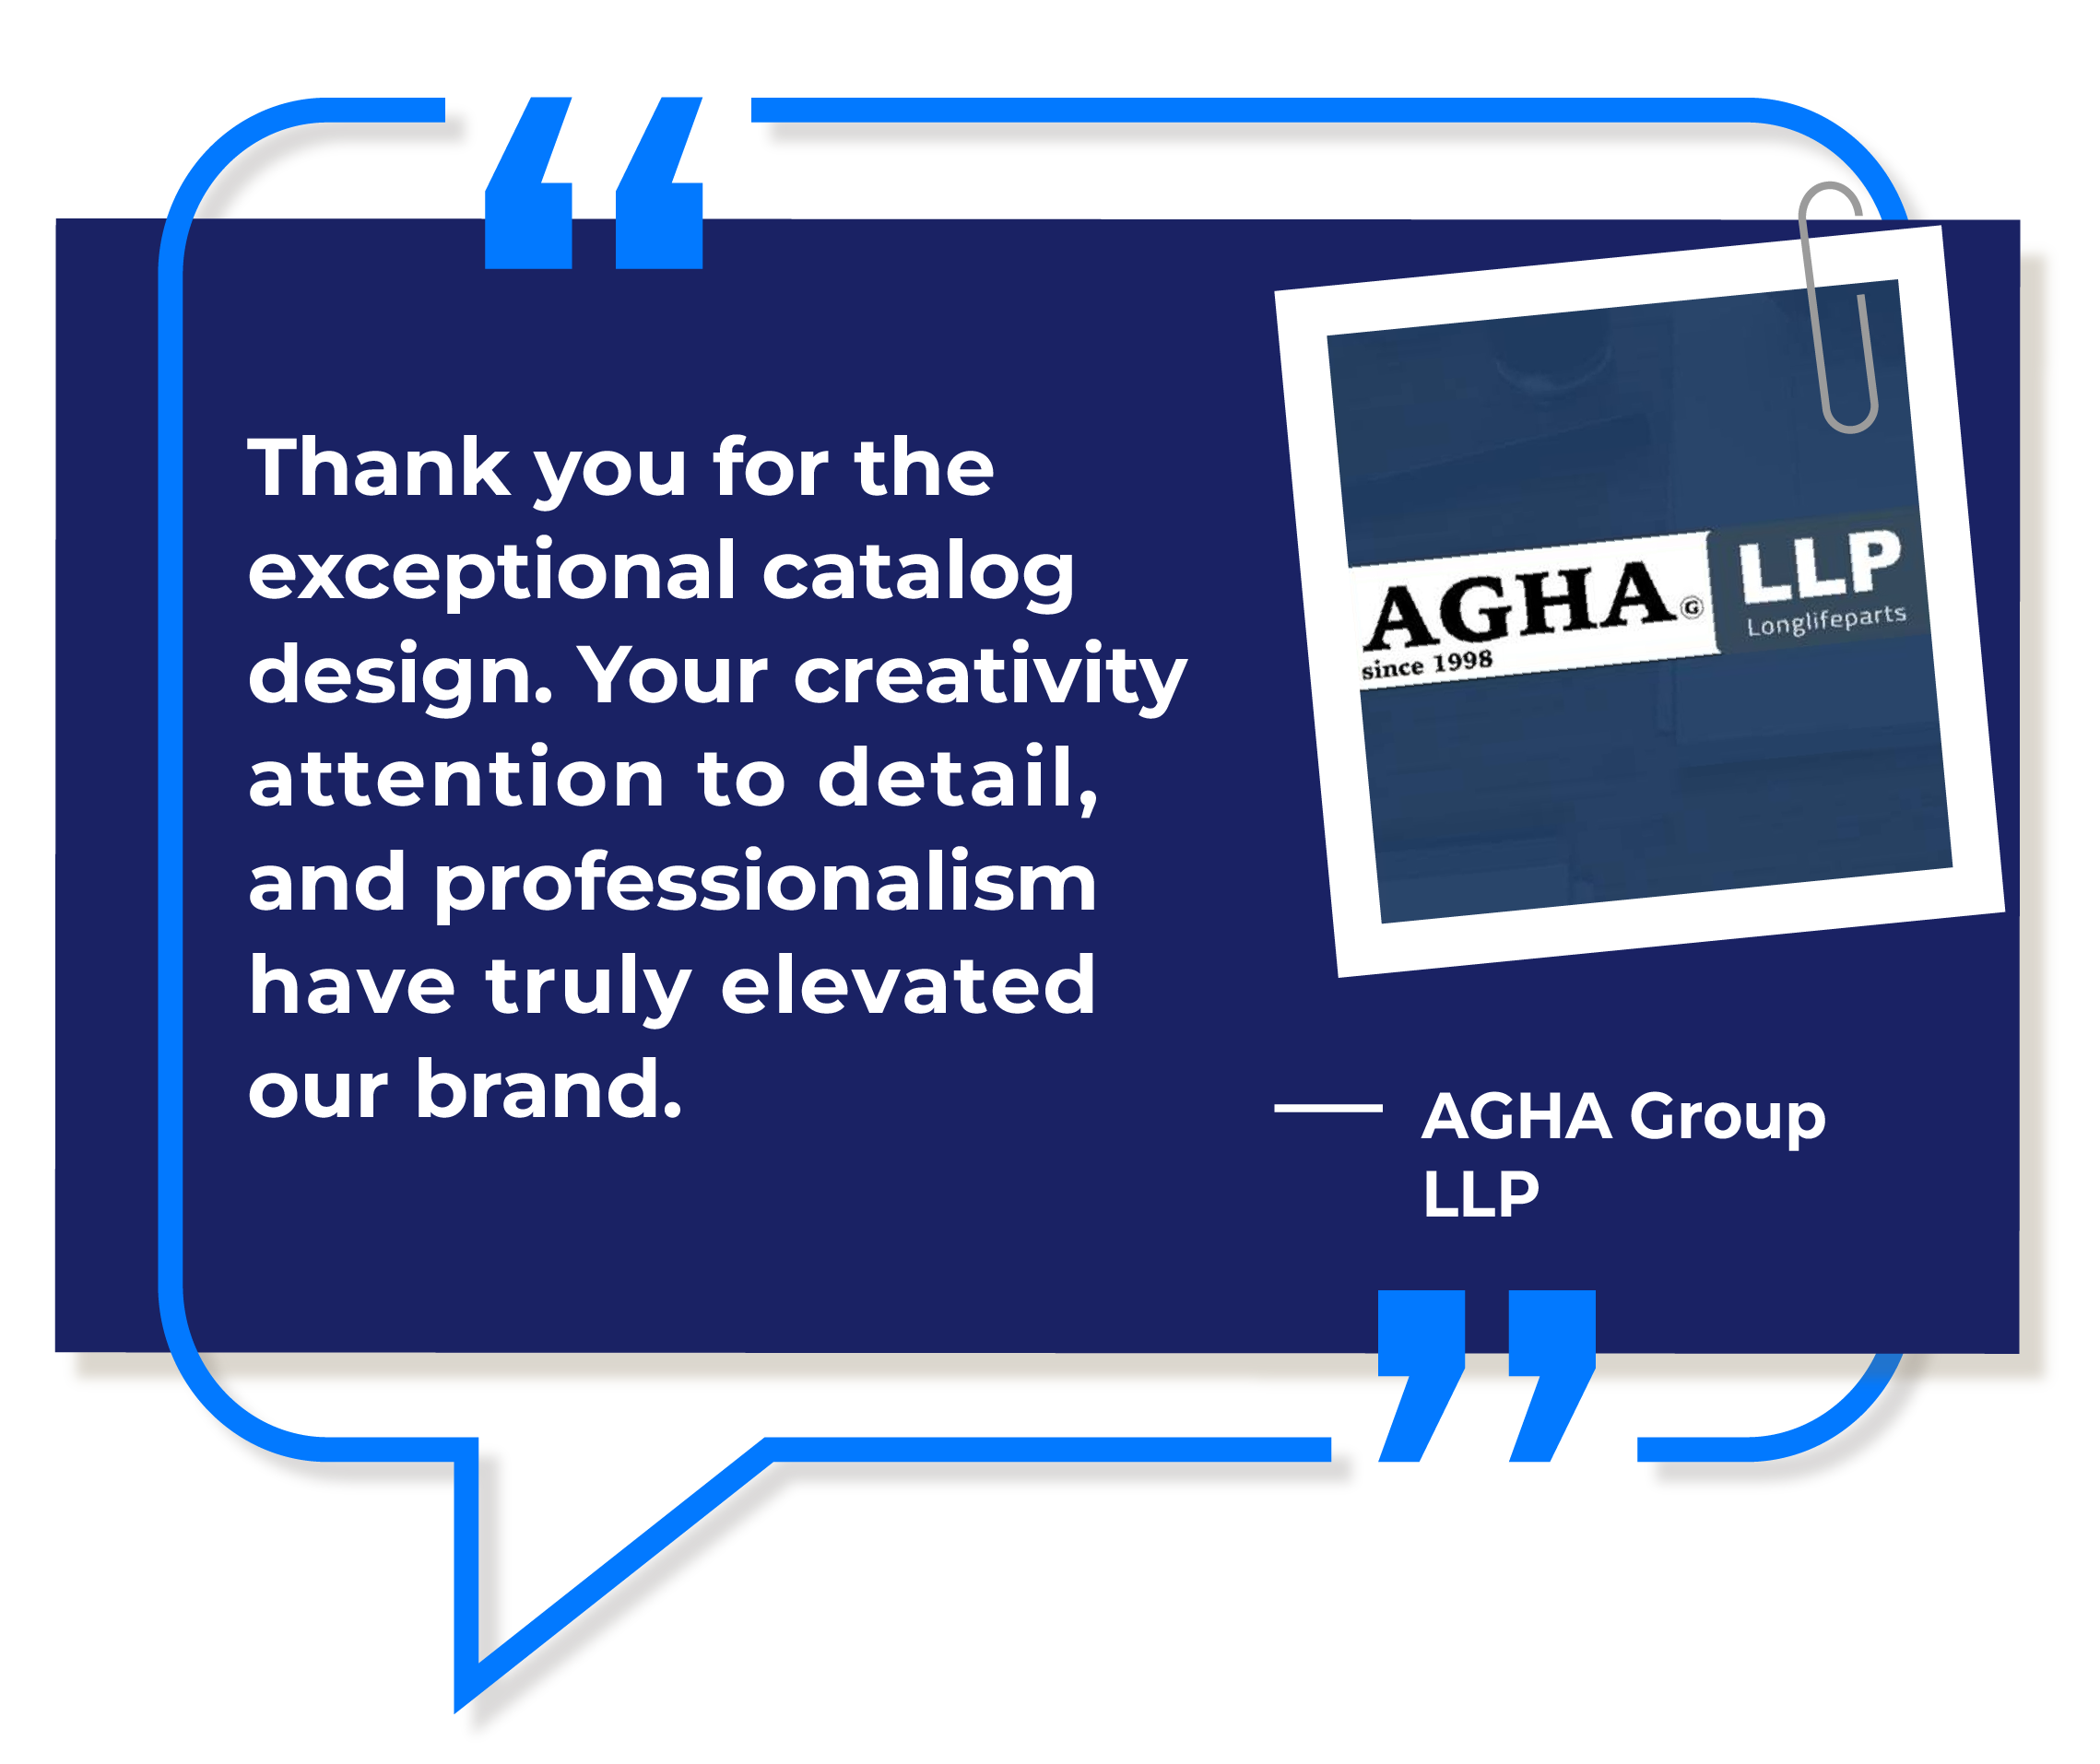 “
Thank you for the
exceptional catalog
design. Your creativity
attention to detail,
and professionalism
have truly elevated
our brand.
AGHA G
since 1998
LLP
Longlifeparts
— AGHA Group
LLP
”